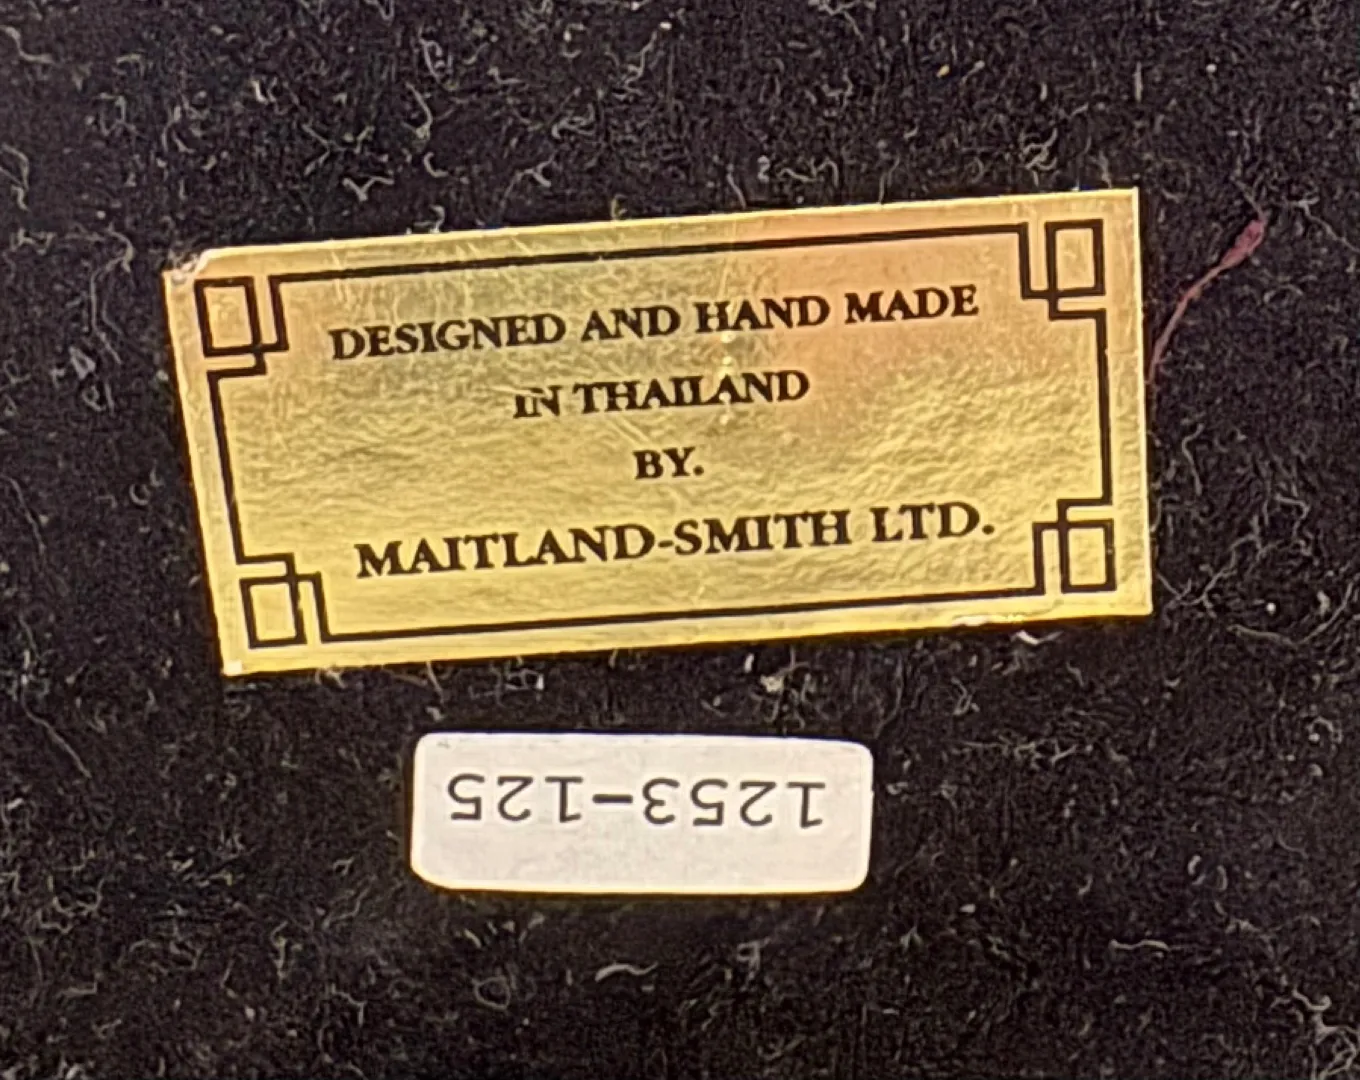 DESIGNED AND HAND MADE
IN THAILAND
BY.
MAITLAND-SMITH LTD.
1253-125